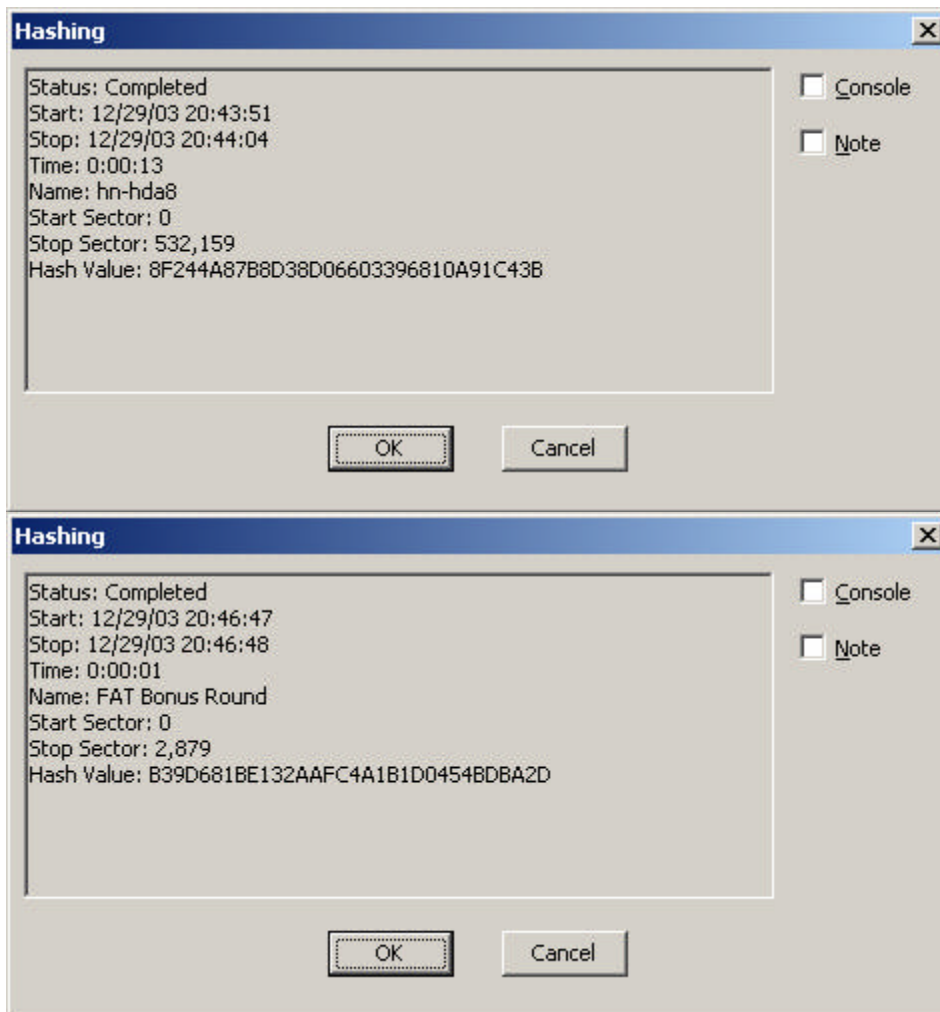 Hashing
Status: Completed
Start: 12/29/03 20:43:51
Stop: 12/29/03 20:44:04
Time: 0:00:13
Name: hn-hda8
Start Sector: 0
Stop Sector: 532,159
Hash Value: 8F244A87B8D38D06603396810A91C43B
Console
Note
OK
Cancel
Hashing
Status: Completed
Start: 12/29/03 20:46:47
Stop: 12/29/03 20:46:48
Time: 0:00:01
Name: FAT Bonus Round
Start Sector: 0
Stop Sector: 2,879
Hash Value: B39D681BE132AAFC4A1B1D0454BDBA2D
Console
Note
OK
Cancel